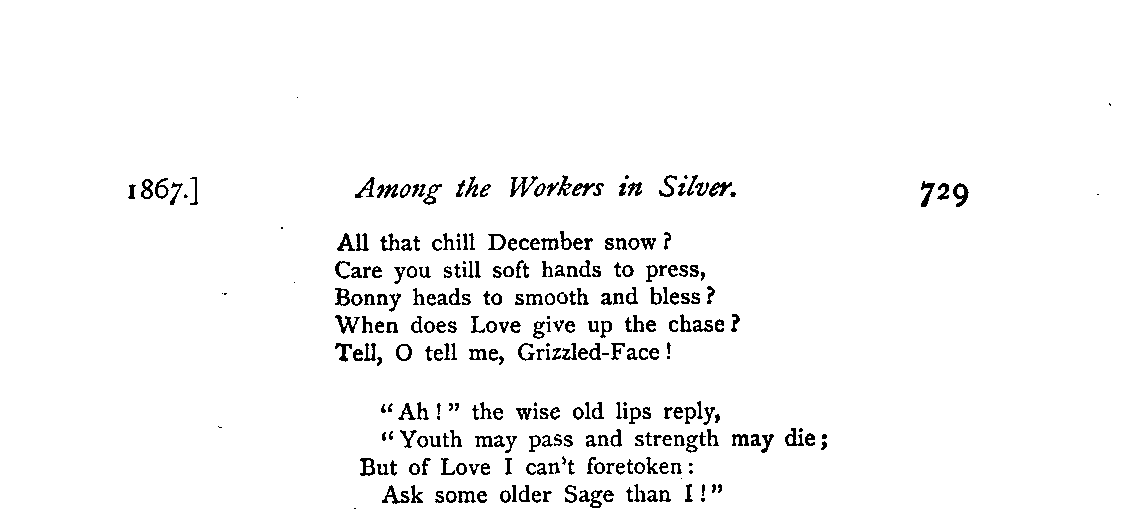 1867.] Among the Workers in Silver. 729
All that chill December snow?
Care you still soft hands to press,
Bonny heads to smooth and bless?
When does Love give up the chase?
Tell, O tell me, Grizzled-Face!
"Ah!" the wise old lips reply,
"Youth may pass and strength may die;
But of Love I can't foretoken:
Ask some older Sage than I!"